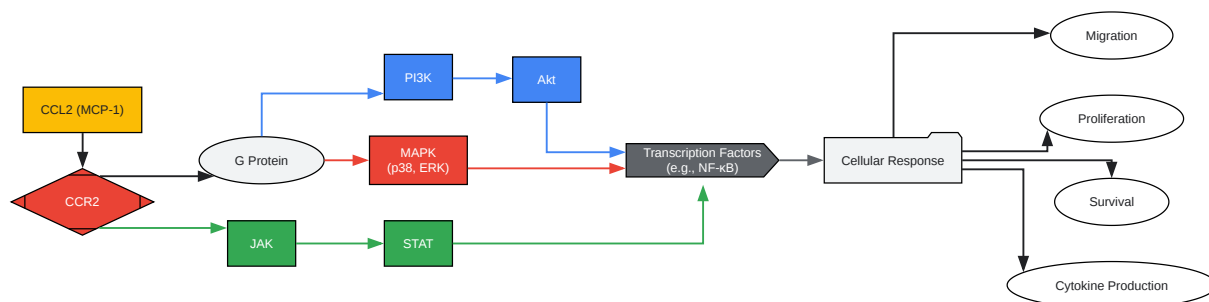 CCL2 (MCP-1)
CCR2
G Protein
PI3K
Akt
MAPK
(p38, ERK)
JAK
STAT
Transcription Factors
(e.g., NF-κB)
Cellular Response
Migration
Proliferation
Survival
Cytokine Production